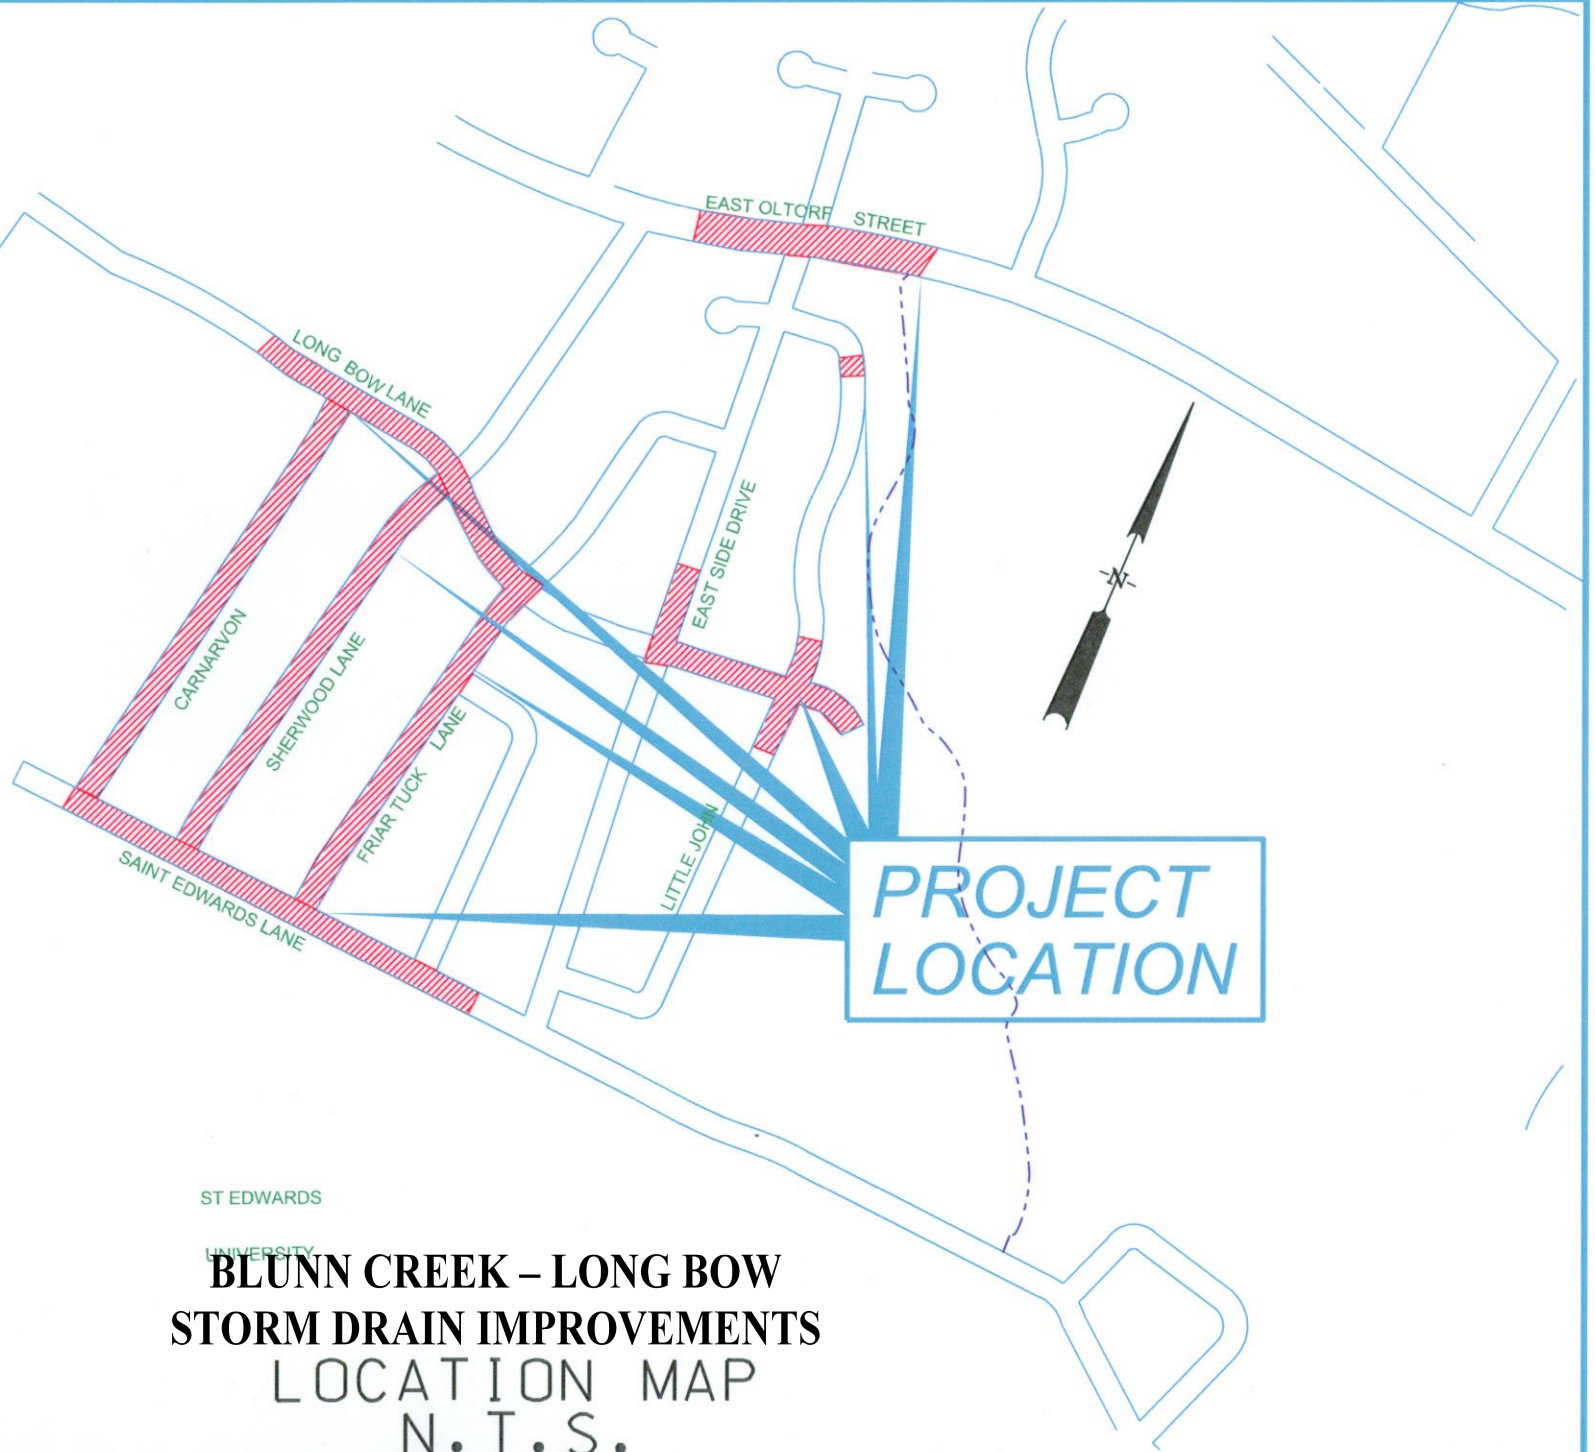 EAST OLTORF STREET
LONG BOW LANE
EAST SIDE DRIVE
-N-
CARNARVON
SHERWOOD LANE
FRIAR TUCK LANE
LITTLE JOHN
SAINT EDWARDS LANE
PROJECT
LOCATION
ST EDWARDS
UNIVERSITY
BLUNN CREEK – LONG BOW
STORM DRAIN IMPROVEMENTS
LOCATION MAP
N.T.S.